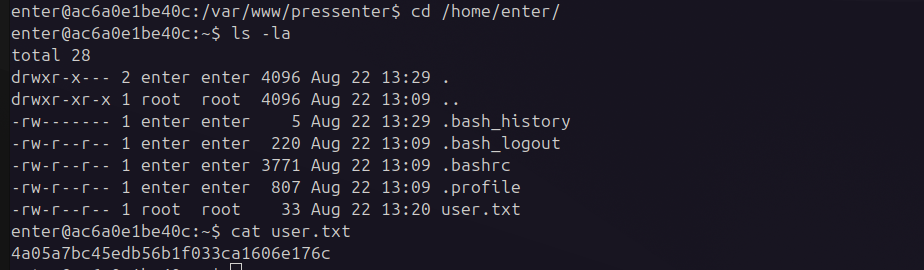 enter@ac6a0e1be40c:/var/www/pressenter$ cd /home/enter/
enter@ac6a0e1be40c:~$ ls -la
total 28
drwxr-x--- 2 enter enter 4096 Aug 22 13:29 .
drwxr-xr-x 1 root  root  4096 Aug 22 13:09 ..
-rw------- 1 enter enter    5 Aug 22 13:29 .bash_history
-rw-r--r-- 1 enter enter  220 Aug 22 13:09 .bash_logout
-rw-r--r-- 1 enter enter 3771 Aug 22 13:09 .bashrc
-rw-r--r-- 1 enter enter  807 Aug 22 13:09 .profile
-rw-r--r-- 1 root  root    33 Aug 22 13:20 user.txt
enter@ac6a0e1be40c:~$ cat user.txt
4a05a7bc45edb56b1f033ca1606e176c